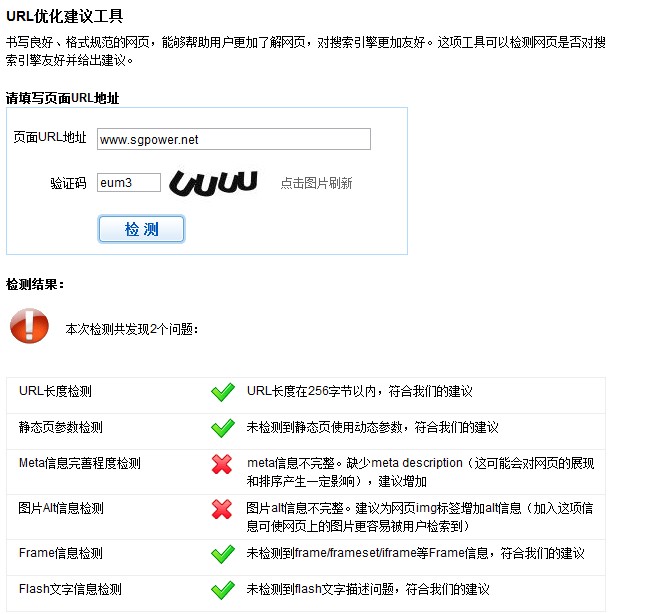 URL优化建议工具
书写良好、格式规范的网页，能够帮助用户更加了解网页，对搜索引擎更加友好。这项工具可以检测网页是否对搜
索引擎友好并给出建议。
请填写页面URL地址
页面URL地址 www.sgpower.net
验证码 eum3 UUUU 点击图片刷新
检 测
检测结果：
本次检测共发现2个问题：
URL长度检测 URL长度在256字节以内，符合我们的建议
静态页参数检测 未检测到静态页使用动态参数，符合我们的建议
Meta信息完善程度检测 meta信息不完整。缺少meta description（这可能会对网页的展现
和排序产生一定影响），建议增加
图片Alt信息检测 图片alt信息不完整。建议为网页img标签增加alt信息（加入这项信
息可使网页上的图片更容易被用户检索到）
Frame信息检测 未检测到frame/frameset/iframe等Frame信息，符合我们的建议
Flash文字信息检测 未检测到flash文字描述问题，符合我们的建议